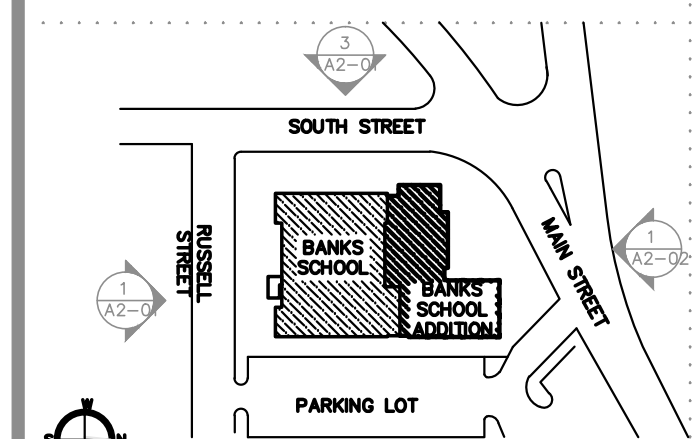 3
A2-01
SOUTH STREET
RUSSELL
STREET
BANKS
SCHOOL
BANKS
SCHOOL
ADDITION
MAIN STREET
1
A2-02
1
A2-01
PARKING LOT
W
S
N